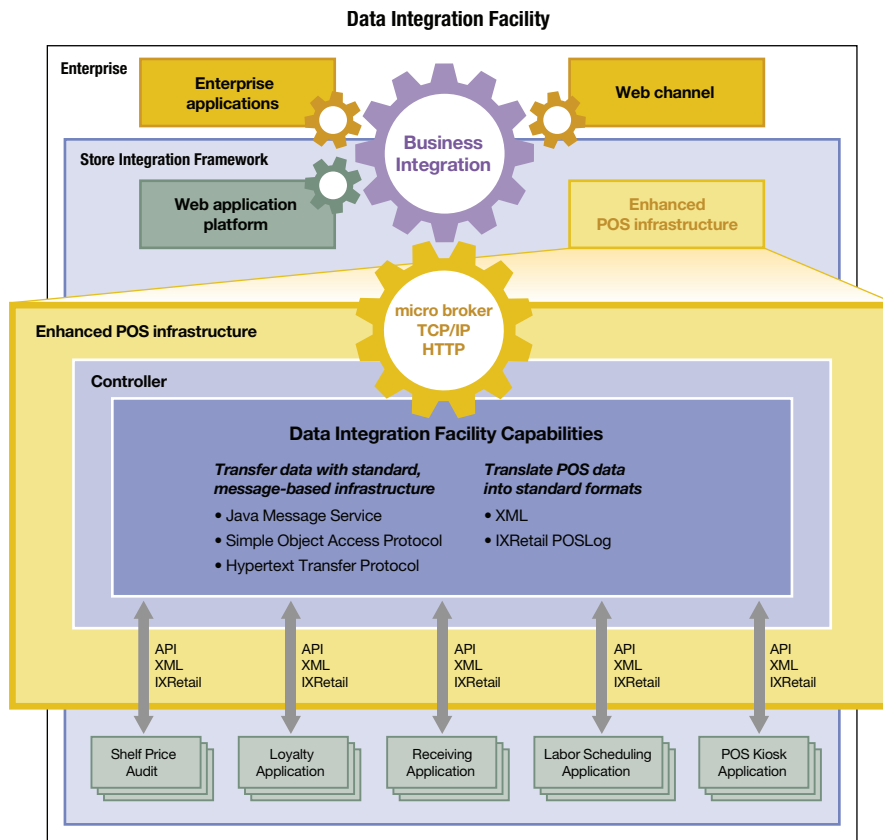 Data Integration Facility
Enterprise
Enterprise
applications
Web channel
Business
Integration
Store Integration Framework
Web application
platform
Enhanced
POS infrastructure
micro broker
TCP/IP
HTTP
Enhanced POS infrastructure
Controller
Data Integration Facility Capabilities
Transfer data with standard,
message-based infrastructure
• Java Message Service
• Simple Object Access Protocol
• Hypertext Transfer Protocol
Translate POS data
into standard formats
• XML
• IXRetail POSLog
API
XML
IXRetail
API
XML
IXRetail
API
XML
IXRetail
API
XML
IXRetail
API
XML
IXRetail
Shelf Price
Audit
Loyalty
Application
Receiving
Application
Labor Scheduling
Application
POS Kiosk
Application